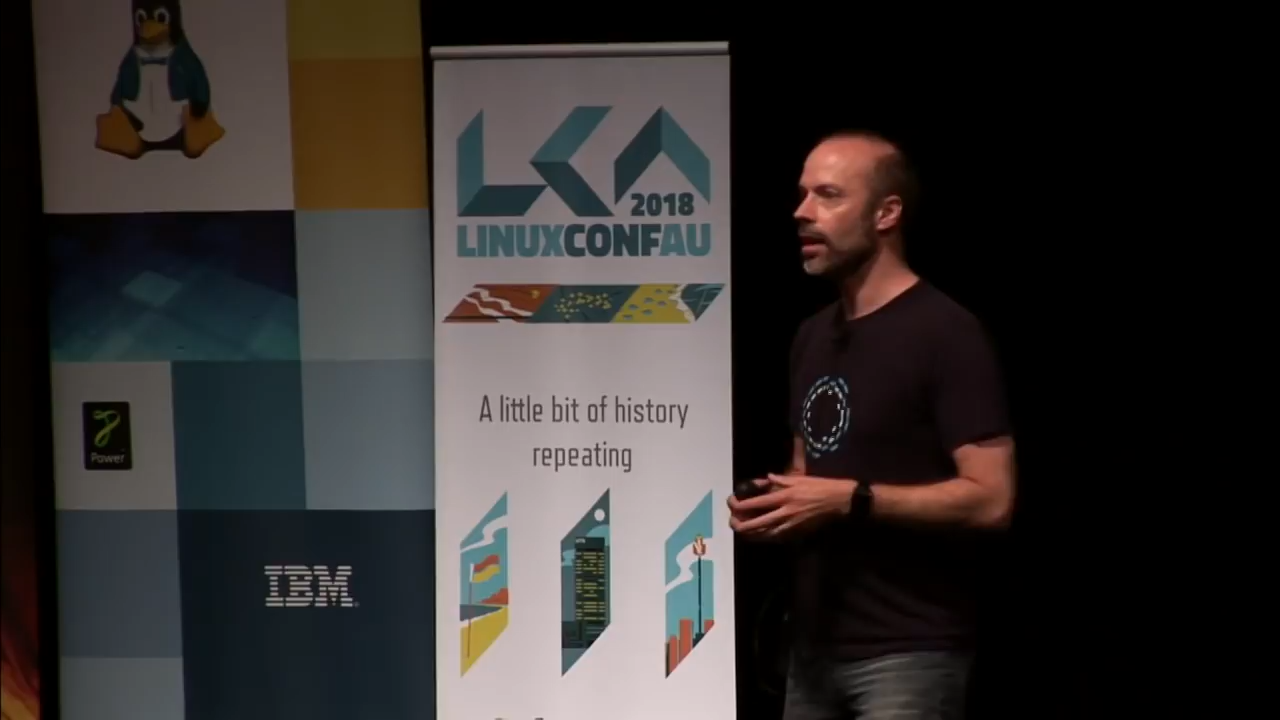 LCA
2018
LINUXCONFAU
A little bit of history
repeating
Power
IBM